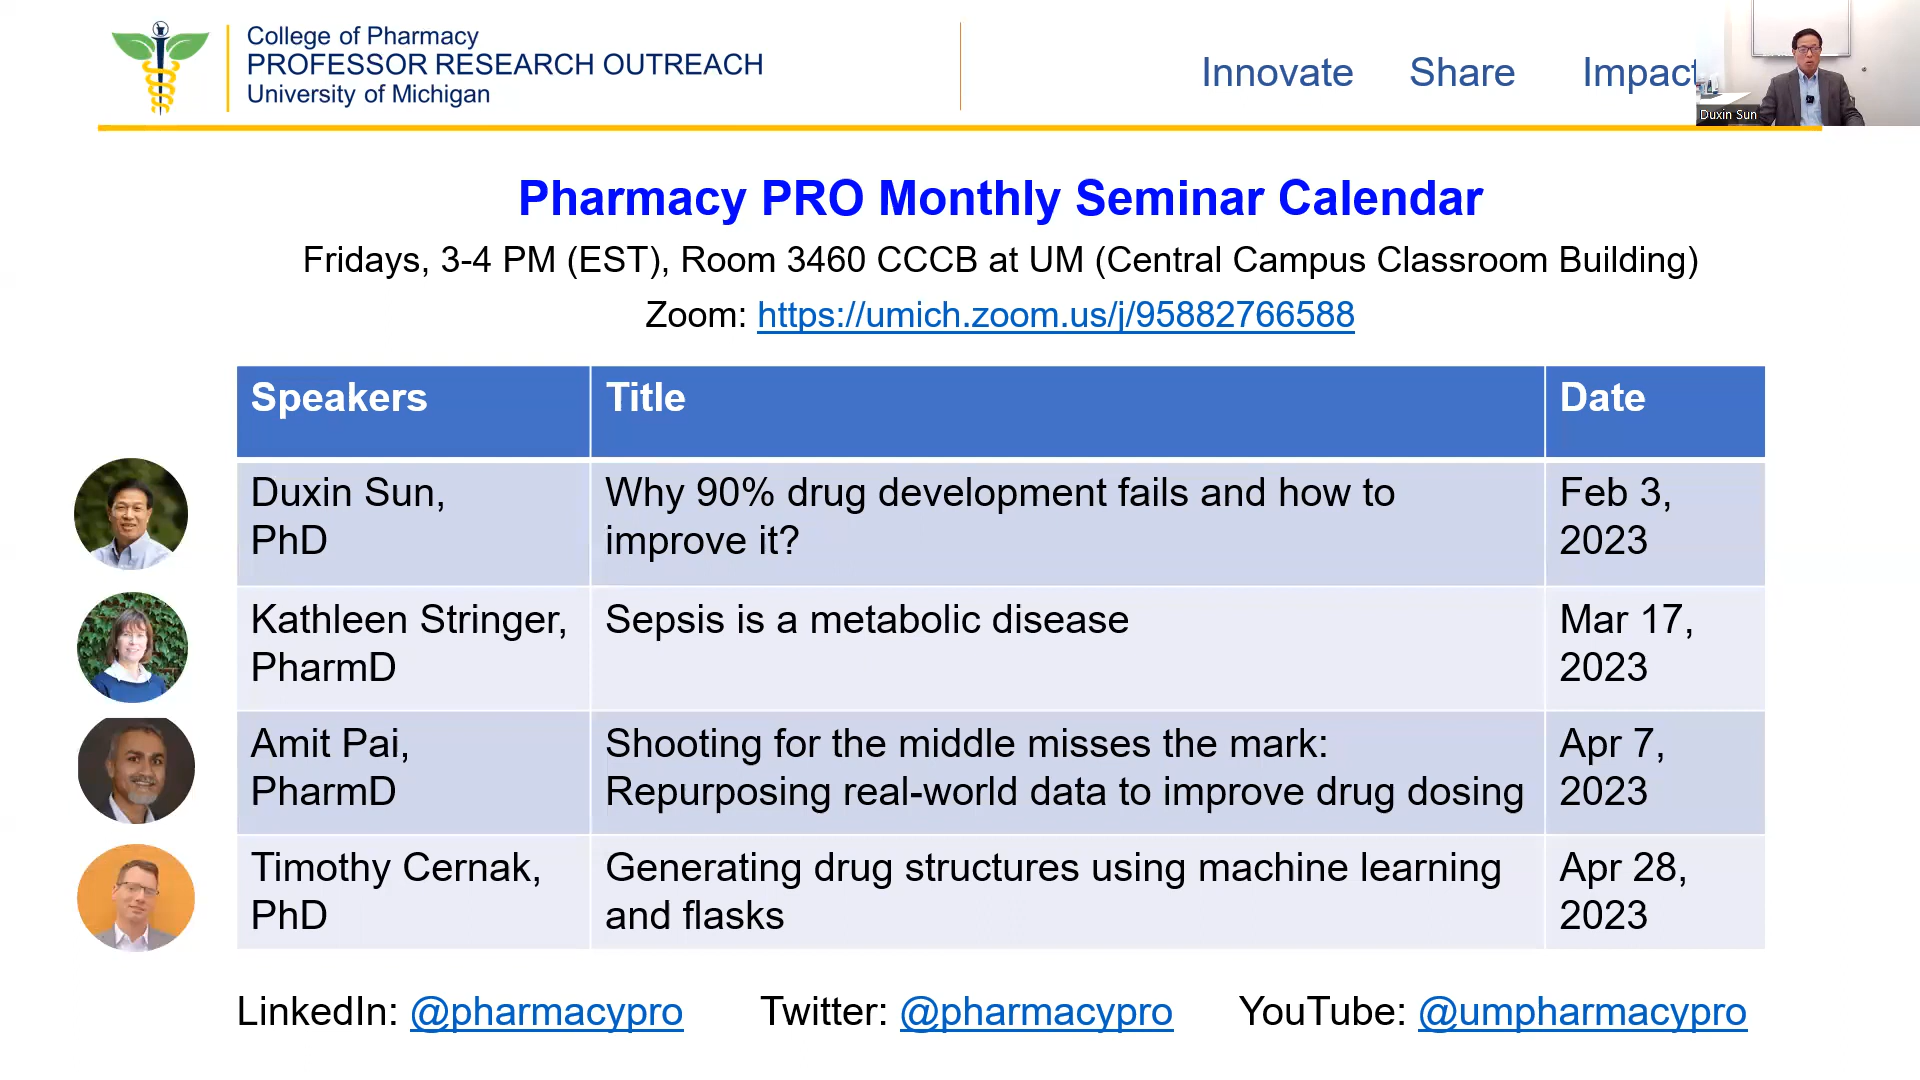 College of Pharmacy
PROFESSOR RESEARCH OUTREACH
University of Michigan
Innovate Share Impact
Duxin Sun
Pharmacy PRO Monthly Seminar Calendar
Fridays, 3-4 PM (EST), Room 3460 CCCB at UM (Central Campus Classroom Building)
Zoom: https://umich.zoom.us/j/95882766588
Speakers Title Date
Duxin Sun, Why 90% drug development fails and how to Feb 3,
PhD improve it? 2023
Kathleen Stringer, Sepsis is a metabolic disease Mar 17,
PharmD 2023
Amit Pai, Shooting for the middle misses the mark: Apr 7,
PharmD Repurposing real-world data to improve drug dosing 2023
Timothy Cernak, Generating drug structures using machine learning Apr 28,
PhD and flasks 2023
LinkedIn: @pharmacypro Twitter: @pharmacypro YouTube: @umpharmacypro